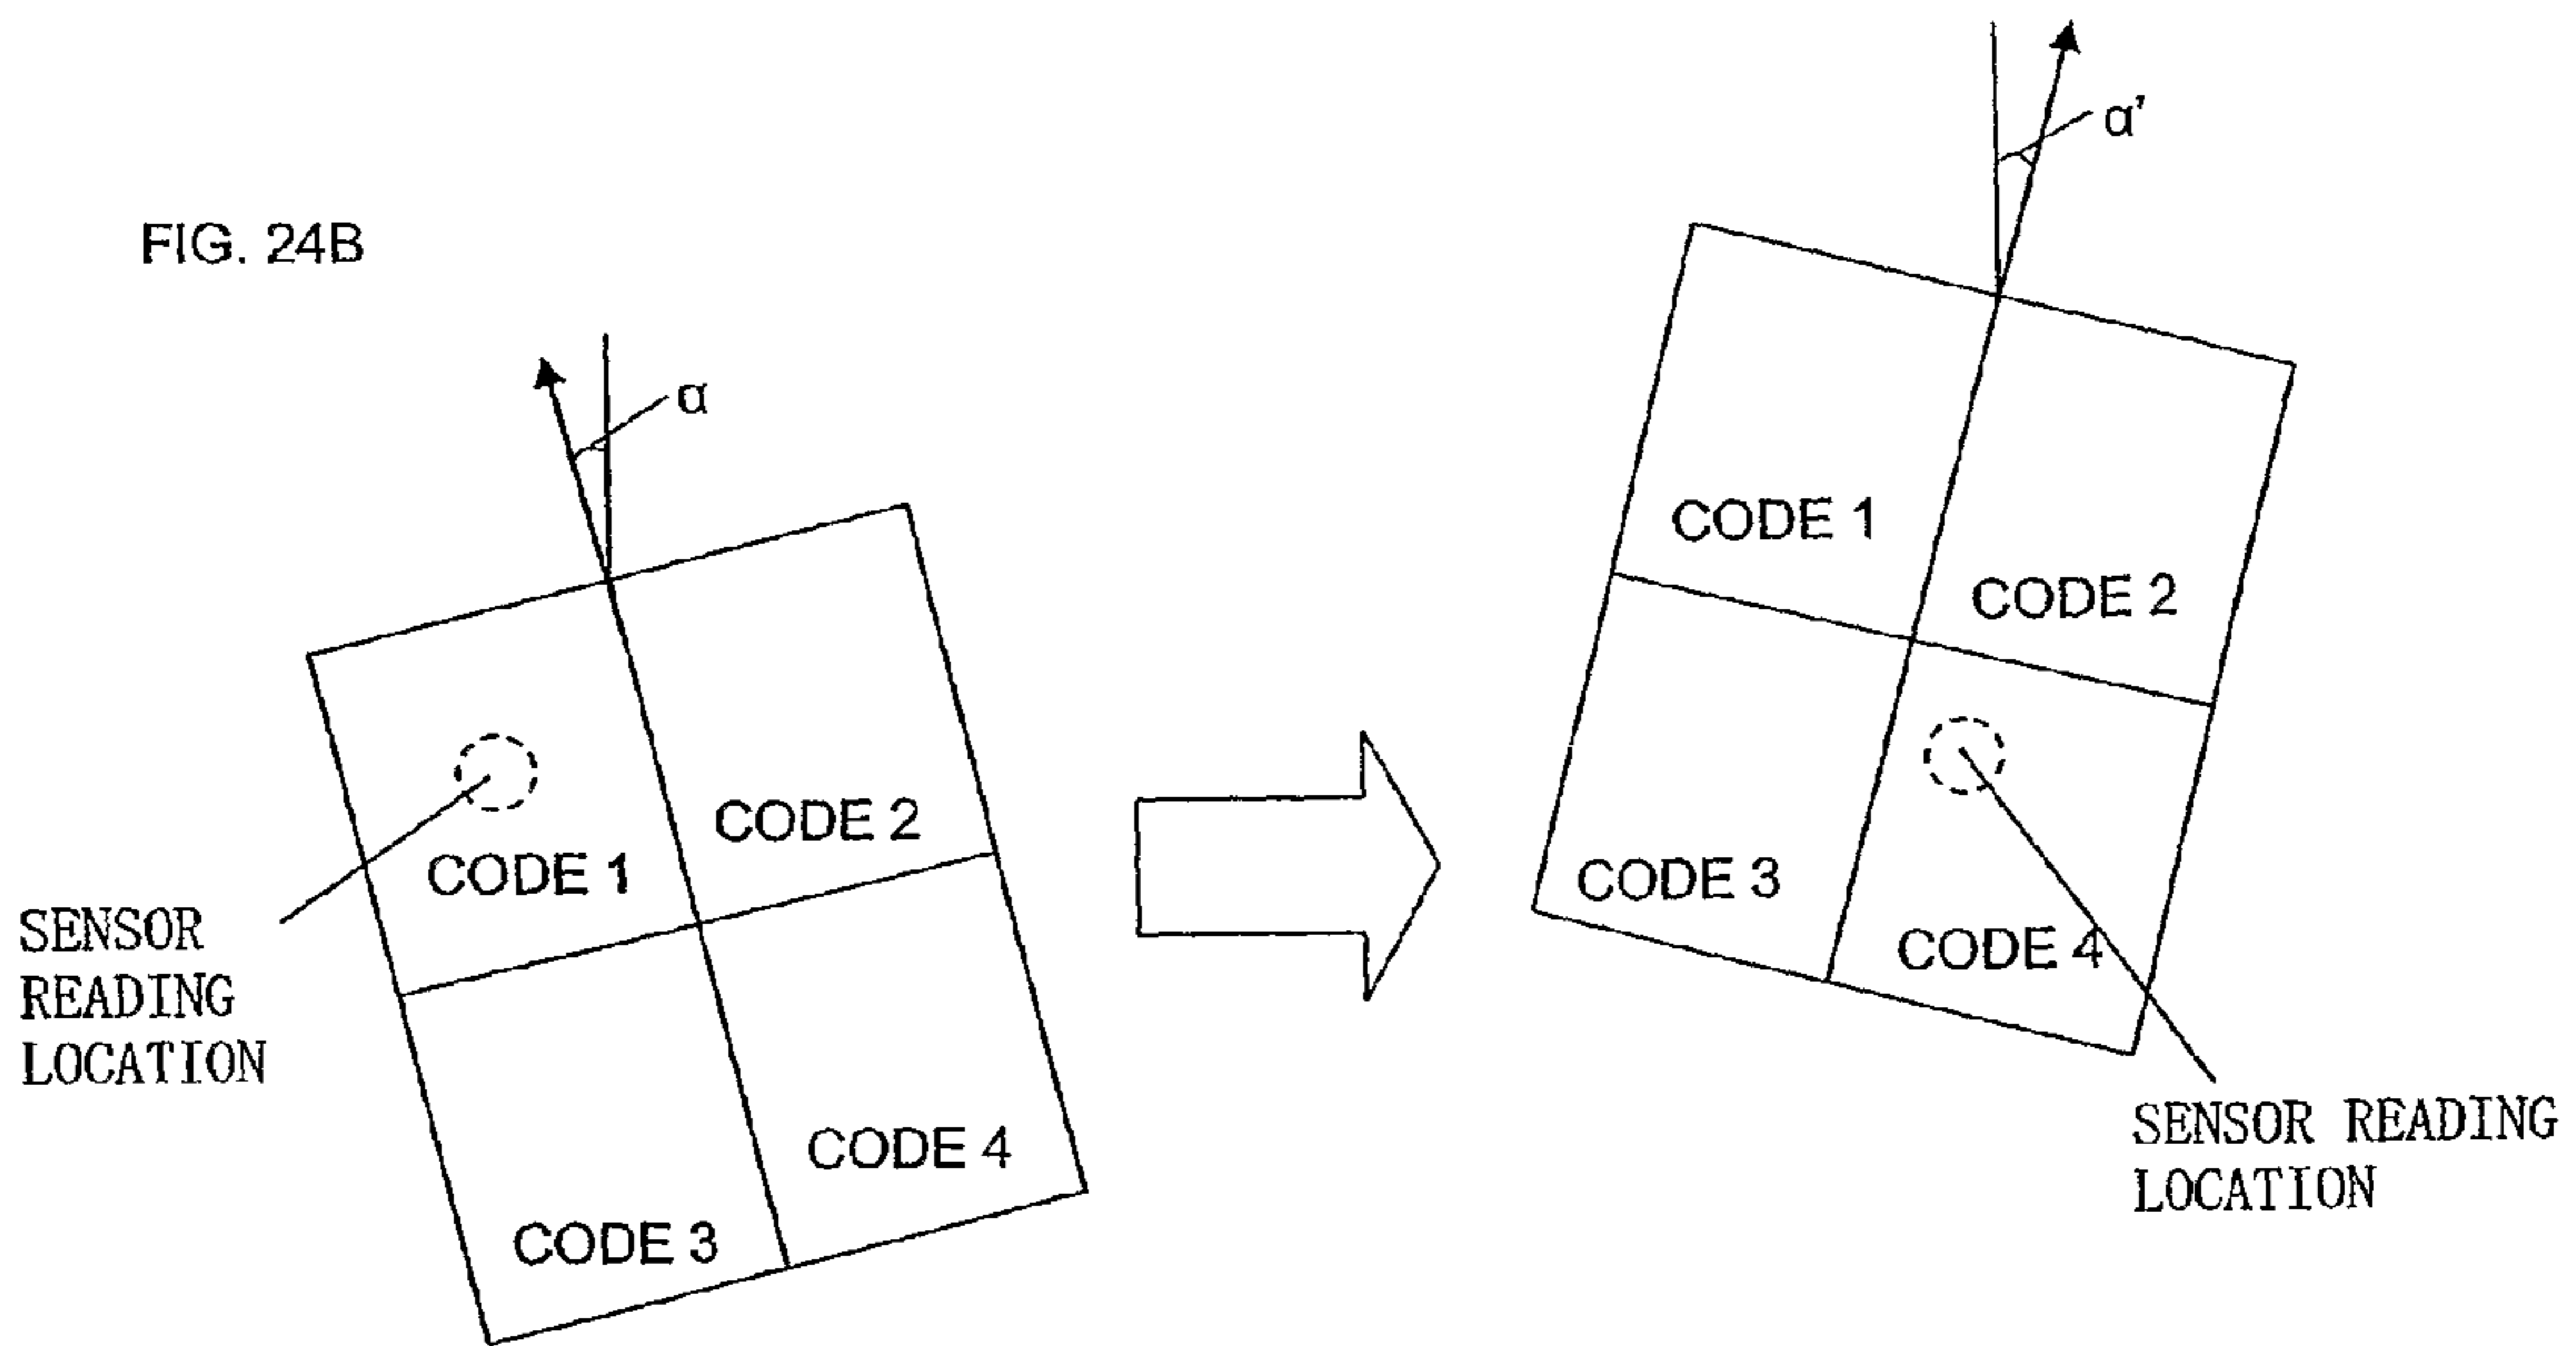 FIG. 24B
α
CODE 1
CODE 2
CODE 3
CODE 4
SENSOR
READING
LOCATION
α'
CODE 1
CODE 2
CODE 3
CODE 4
SENSOR READING
LOCATION